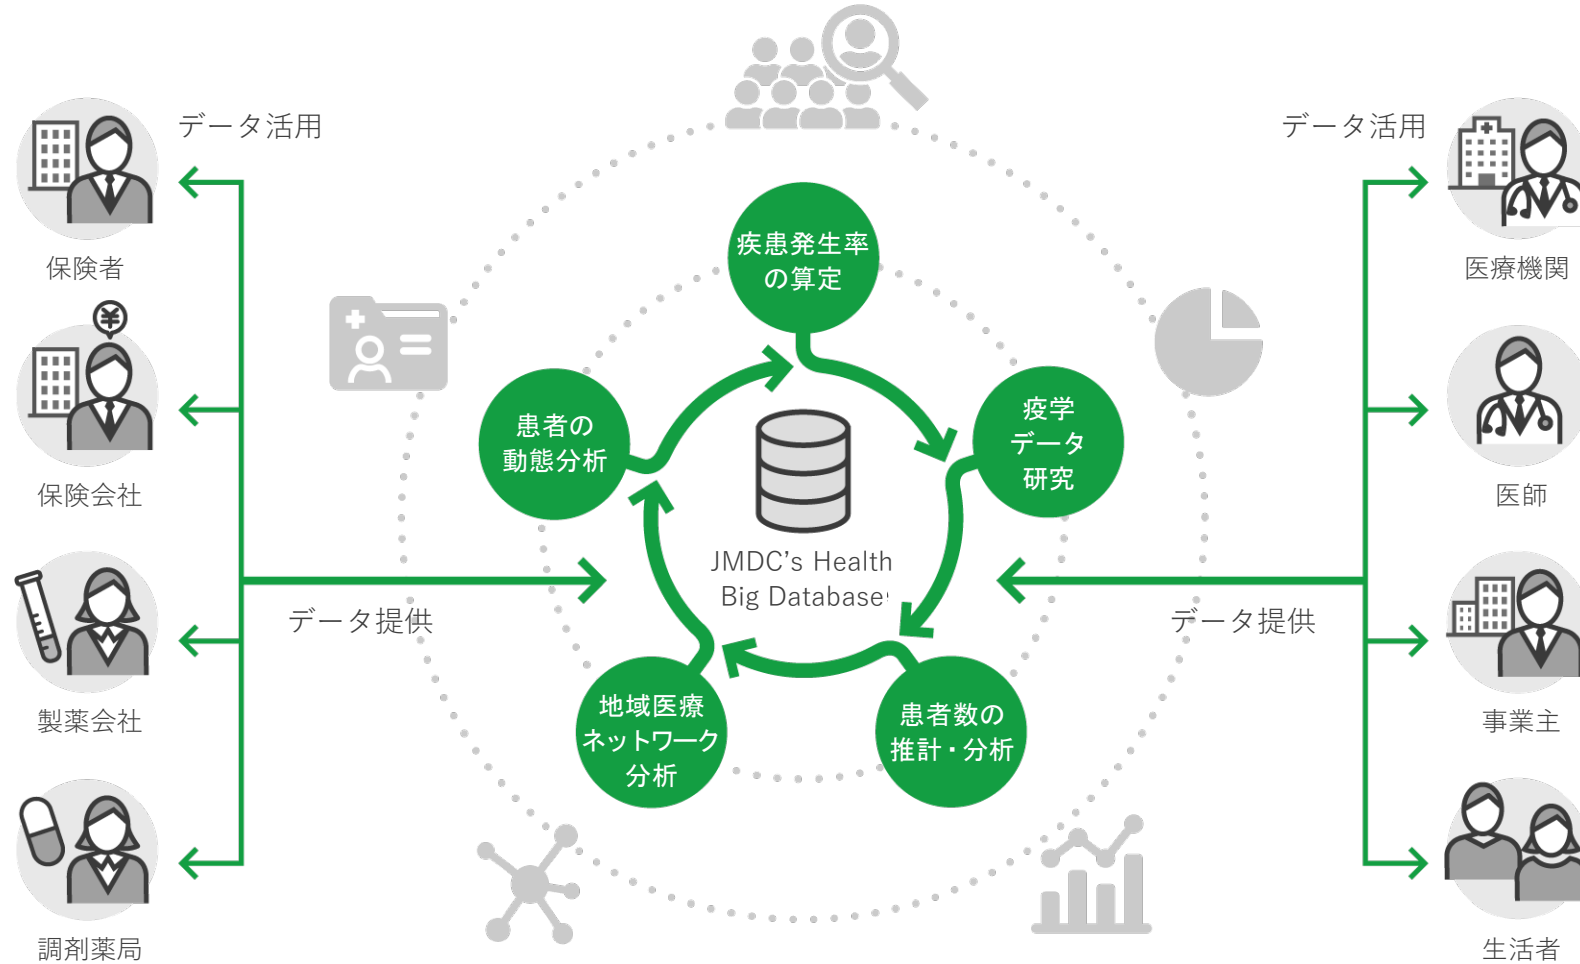 データ活用
保険者
保険会社
製薬会社
調剤薬局
データ提供
疾患発生率
の算定
疫学
データ
研究
患者数の
推計・分析
地域医療
ネットワーク
分析
患者の
動態分析
JMDC's Health
Big Database
データ活用
医療機関
医師
事業主
生活者
データ提供
¥